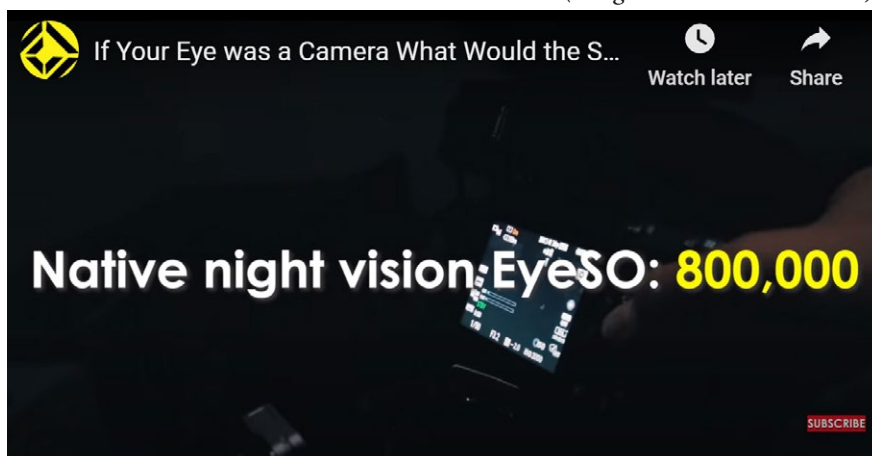 If Your Eye was a Camera What Would the S...
Watch later
Share
Native night vision EyeSO: 800,000
SUBSCRIBE